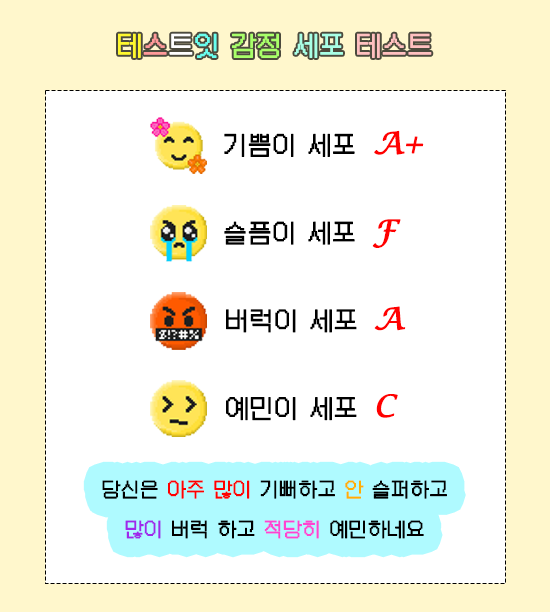 테스트잇 감정 세포 테스트
기쁨이 세포 A+
슬픔이 세포 F
&!?#%
버럭이 세포 A
예민이 세포 C
당신은 아주 많이 기뻐하고 안 슬퍼하고
많이 버럭 하고 적당히 예민하네요